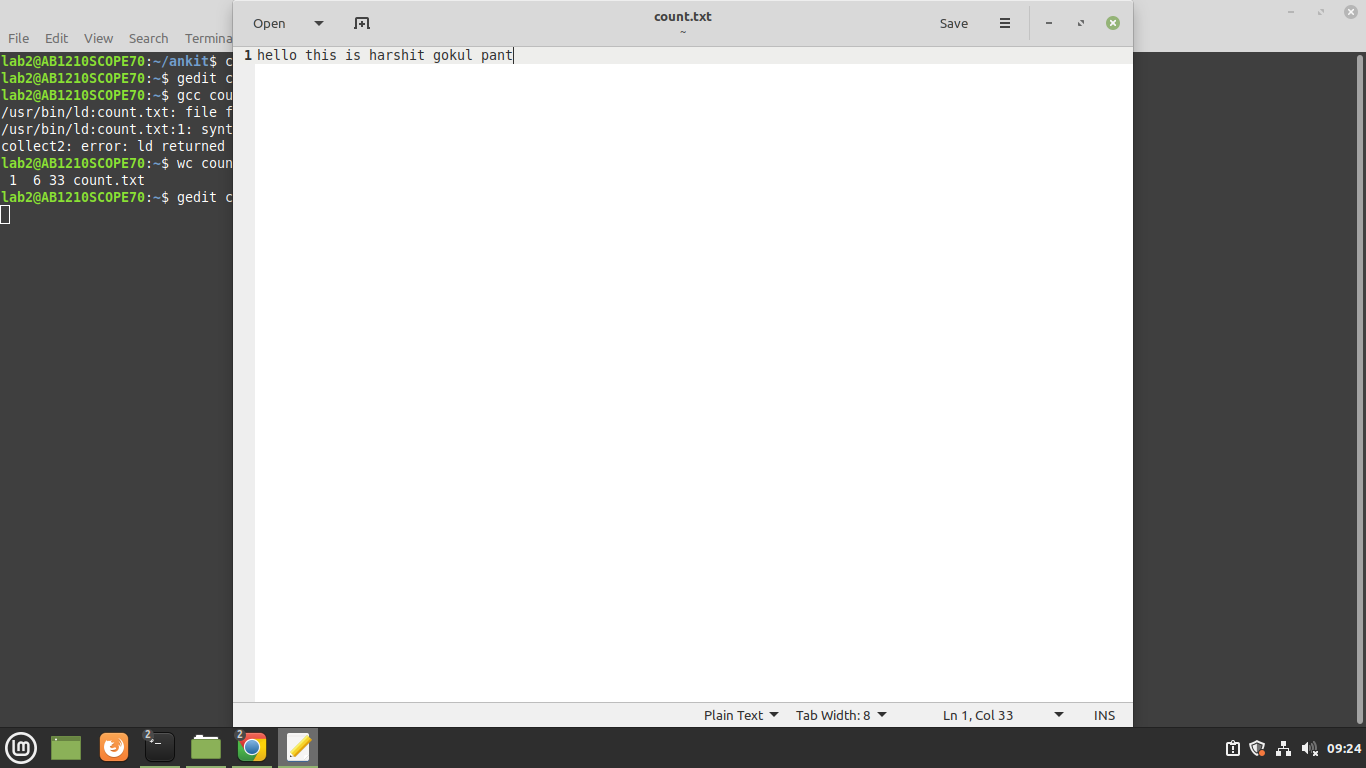 Open
count.txt
~
Save
File Edit View Search Termina
1 hello this is harshit gokul pant
lab2@AB1210SCOPE70:~/ankit$ c
lab2@AB1210SCOPE70:~$ gedit c
lab2@AB1210SCOPE70:~$ gcc cou
/usr/bin/ld:count.txt: file f
/usr/bin/ld:count.txt:1: synt
collect2: error: ld returned
lab2@AB1210SCOPE70:~$ wc coun
1 6 33 count.txt
lab2@AB1210SCOPE70:~$ gedit c
Plain Text Tab Width: 8 Ln 1, Col 33 INS
2 2 09:24